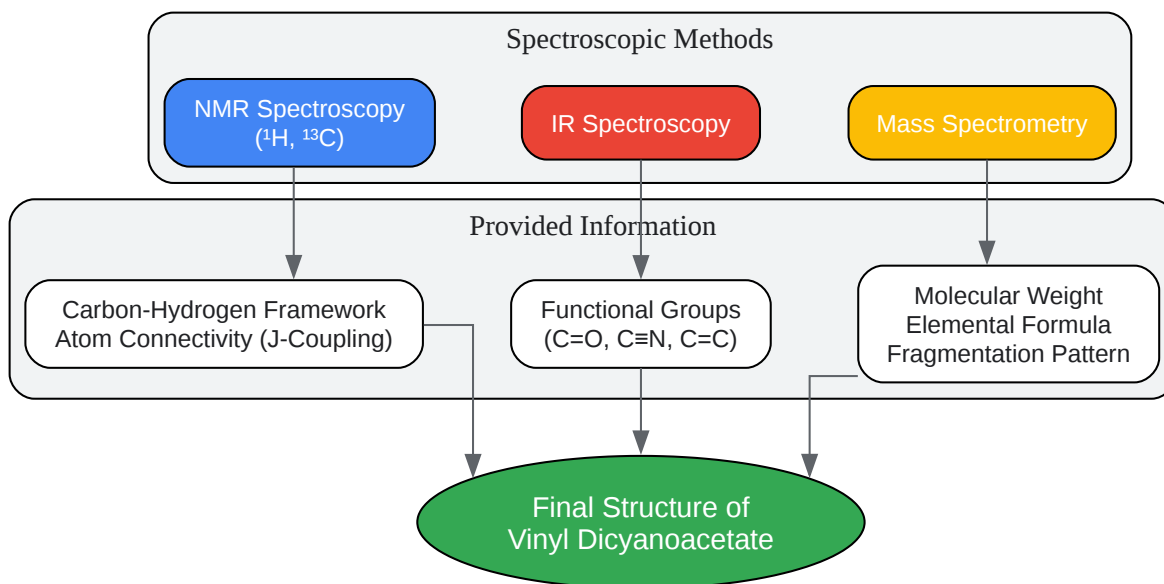 Spectroscopic Methods
NMR Spectroscopy
(¹H, ¹³C)
IR Spectroscopy
Mass Spectrometry
Provided Information
Carbon-Hydrogen Framework
Atom Connectivity (J-Coupling)
Functional Groups
(C=O, C≡N, C=C)
Molecular Weight
Elemental Formula
Fragmentation Pattern
Final Structure of
Vinyl Dicyanoacetate